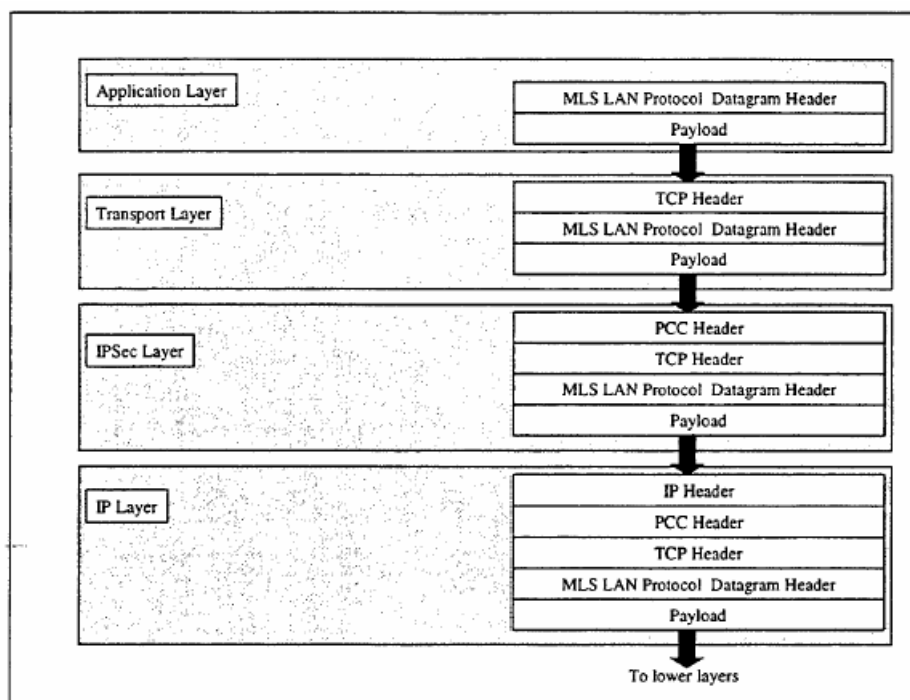 Application Layer
MLS LAN Protocol Datagram Header
Payload
Transport Layer
TCP Header
MLS LAN Protocol Datagram Header
Payload
IPSec Layer
PCC Header
TCP Header
MLS LAN Protocol Datagram Header
Payload
IP Layer
IP Header
PCC Header
TCP Header
MLS LAN Protocol Datagram Header
Payload
To lower layers